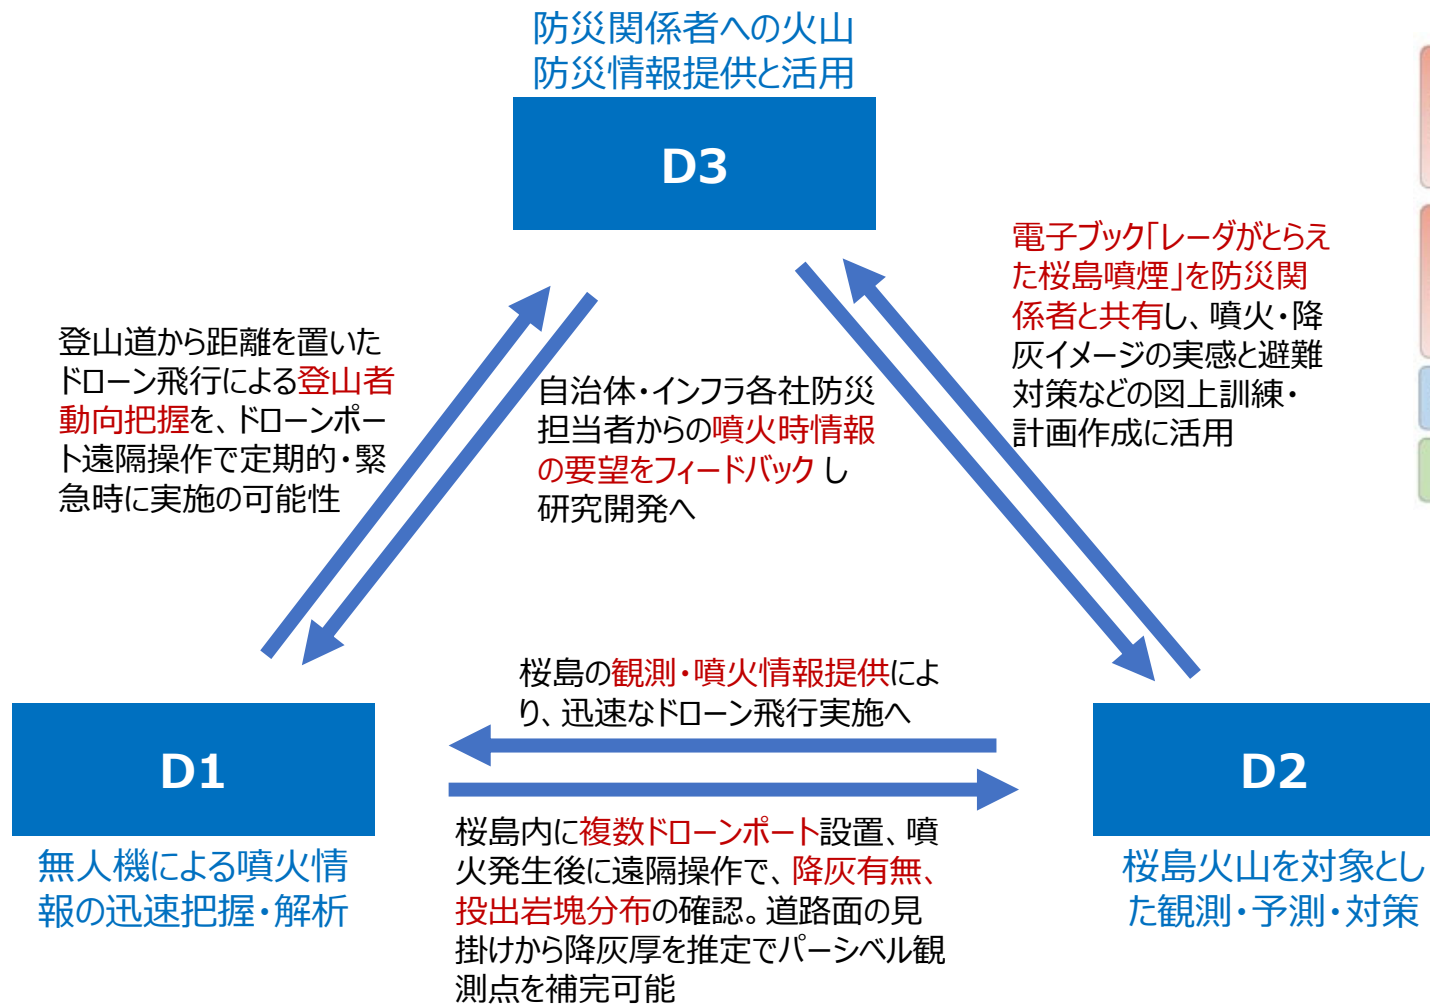 防災関係者への火山
防災情報提供と活用
D3
登山道から距離を置いた
ドローン飛行による登山者
動向把握を、ドローンポー
ト遠隔操作で定期的・緊
急時に実施の可能性
自治体・インフラ各社防災
担当者からの噴火時情報
の要望をフィードバック し
研究開発へ
電子ブック「レーダがとらえ
た桜島噴煙」を防災関
係者と共有し、噴火・降
灰イメージの実感と避難
対策などの図上訓練・
計画作成に活用
桜島の観測・噴火情報提供によ
り、迅速なドローン飛行実施へ
D1
無人機による噴火情
報の迅速把握・解析
桜島内に複数ドローンポート設置、噴
火発生後に遠隔操作で、降灰有無、
投出岩塊分布の確認。道路面の見
掛けから降灰厚を推定でパーシベル観
測点を補完可能
D2
桜島火山を対象とし
た観測・予測・対策